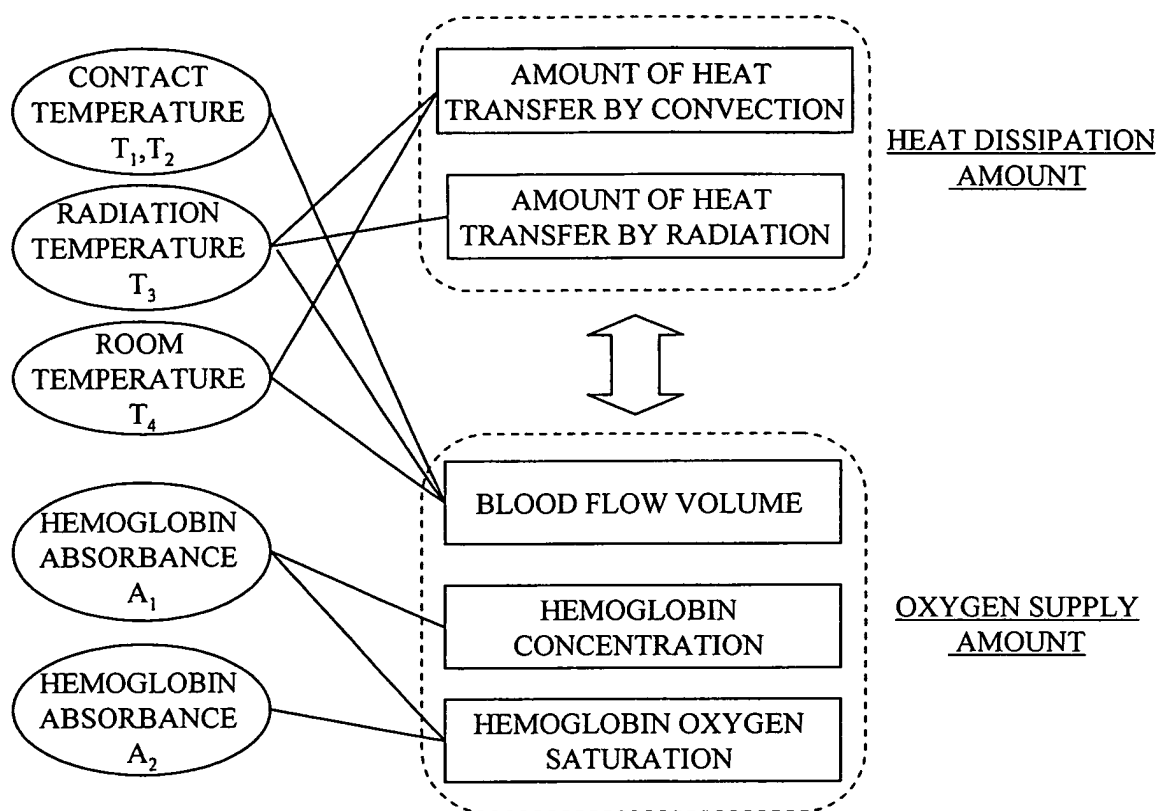 CONTACT
TEMPERATURE
T₁,T₂
RADIATION
TEMPERATURE
T₃
ROOM
TEMPERATURE
T₄
HEMOGLOBIN
ABSORBANCE
A₁
HEMOGLOBIN
ABSORBANCE
A₂
AMOUNT OF HEAT
TRANSFER BY CONVECTION
AMOUNT OF HEAT
TRANSFER BY RADIATION
HEAT DISSIPATION
AMOUNT
BLOOD FLOW VOLUME
HEMOGLOBIN
CONCENTRATION
HEMOGLOBIN OXYGEN
SATURATION
OXYGEN SUPPLY
AMOUNT